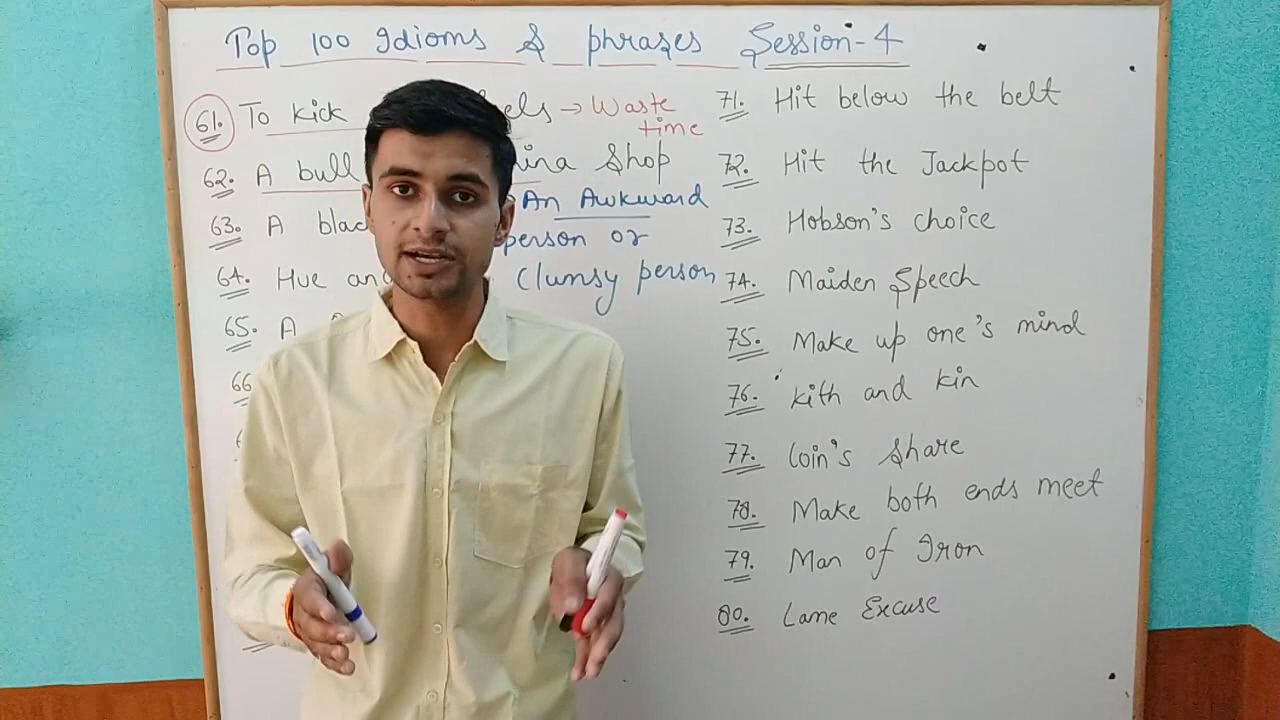 Top 100 Idioms & phrases Session-4
61. To kick els → Waste
time
62. A bull ina Shop
An Awkward
63. A blac person or
64. Hue an Clumsy person
65. A
66
71. Hit below the belt
72. Hit the Jackpot
73. Hobson's choice
74. Maiden Speech
75. Make up one's mind
76. kith and kin
77. Loin's share
78. Make both ends meet
79. Man of Iron
80. Lame Excuse